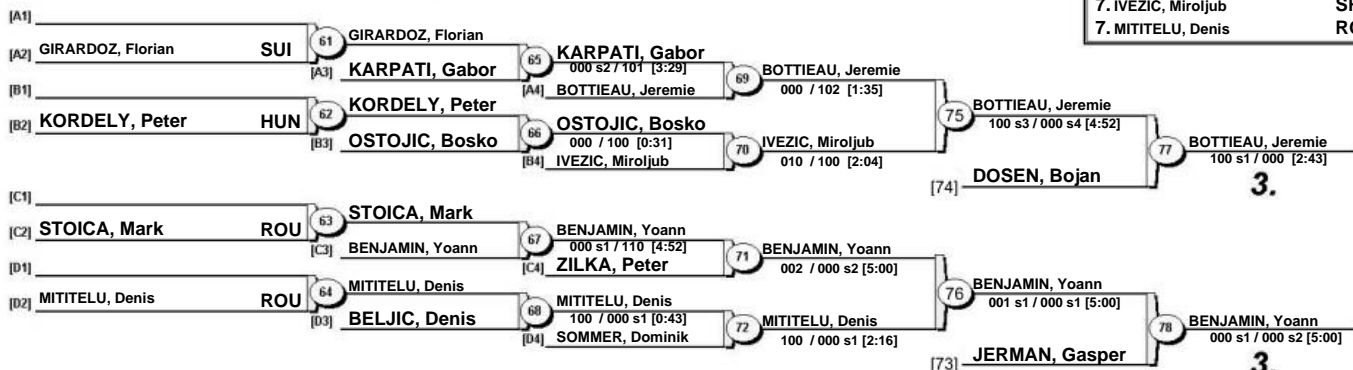 7. IVEZIC, Miroljub
7. MITITELU, Denis
[A1]
[A2] GIRARDOZ, Florian SUI
61 GIRARDOZ, Florian
[A3] KARPATI, Gabor
65 KARPATI, Gabor
000 s2 / 101 [3:29]
[A4] BOTTIEAU, Jeremie
69 BOTTIEAU, Jeremie
000 / 102 [1:35]
[B1]
[B2] KORDELY, Peter HUN
62 KORDELY, Peter
[B3] OSTOJIC, Bosko
66 OSTOJIC, Bosko
000 / 100 [0:31]
[B4] IVEZIC, Miroljub
70 IVEZIC, Miroljub
010 / 100 [2:04]
75 BOTTIEAU, Jeremie
100 s3 / 000 s4 [4:52]
[74] DOSEN, Bojan
77 BOTTIEAU, Jeremie
100 s1 / 000 [2:43]
3.
[C1]
[C2] STOICA, Mark ROU
63 STOICA, Mark
[C3] BENJAMIN, Yoann
67 BENJAMIN, Yoann
000 s1 / 110 [4:52]
[C4] ZILKA, Peter
71 BENJAMIN, Yoann
002 / 000 s2 [5:00]
[D1]
[D2] MITITELU, Denis ROU
64 MITITELU, Denis
[D3] BELJIC, Denis
68 MITITELU, Denis
100 / 000 s1 [0:43]
[D4] SOMMER, Dominik
72 MITITELU, Denis
100 / 000 s1 [2:16]
76 BENJAMIN, Yoann
001 s1 / 000 s1 [5:00]
[73] JERMAN, Gasper
78 BENJAMIN, Yoann
000 s1 / 000 s2 [5:00]
3.